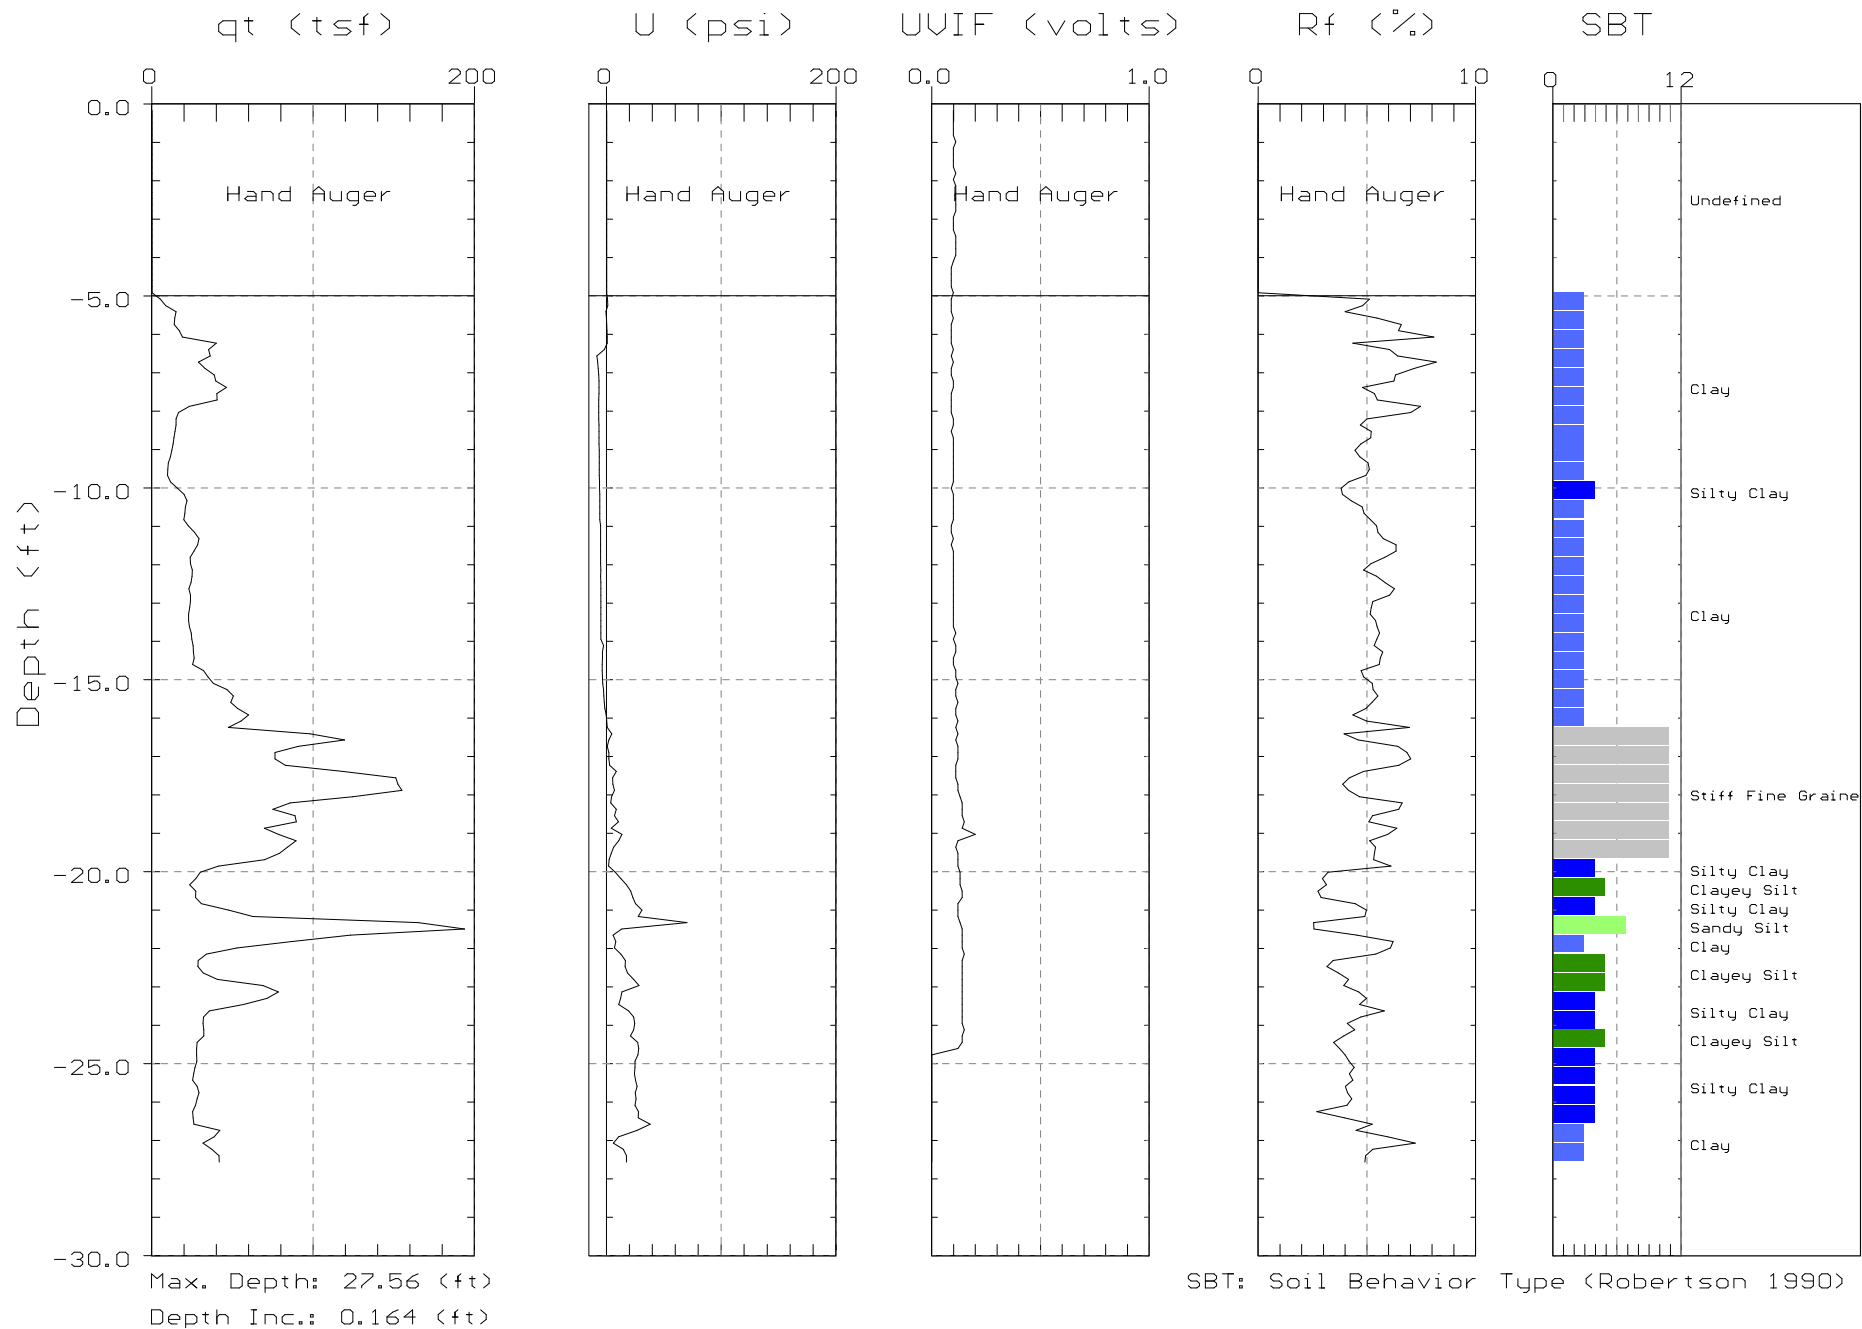 qt (tsf) U (psi) UVIF (volts) Rf (%) SBT
0 200 0 200 0.0 1.0 0 10 0 12
0.0
Hand Auger Hand Auger Hand Auger Hand Auger
Undefined
-5.0
Clay
-10.0
Silty Clay
Clay
Depth (ft)
-15.0
Stiff Fine Graine
-20.0
Silty Clay
Clayey Silt
Silty Clay
Sandy Silt
Clay
Clayey Silt
Silty Clay
Clayey Silt
-25.0
Silty Clay
Clay
-30.0
Max. Depth: 27.56 (ft)
SBT: Soil Behavior Type (Robertson 1990)
Depth Inc.: 0.164 (ft)